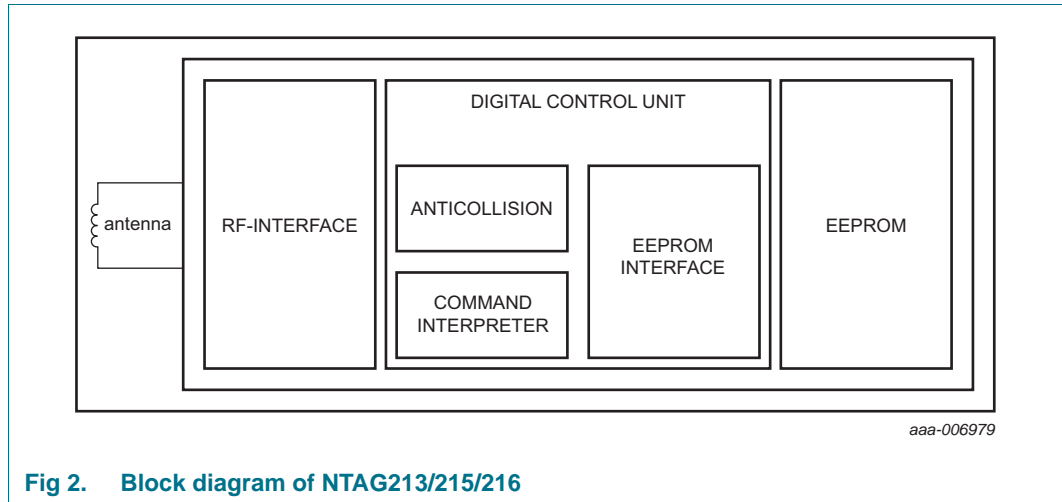 DIGITAL CONTROL UNIT
antenna
RF-INTERFACE
ANTICOLLISION
COMMAND
INTERPRETER
EEPROM
INTERFACE
EEPROM
aaa-006979
Fig 2. Block diagram of NTAG213/215/216